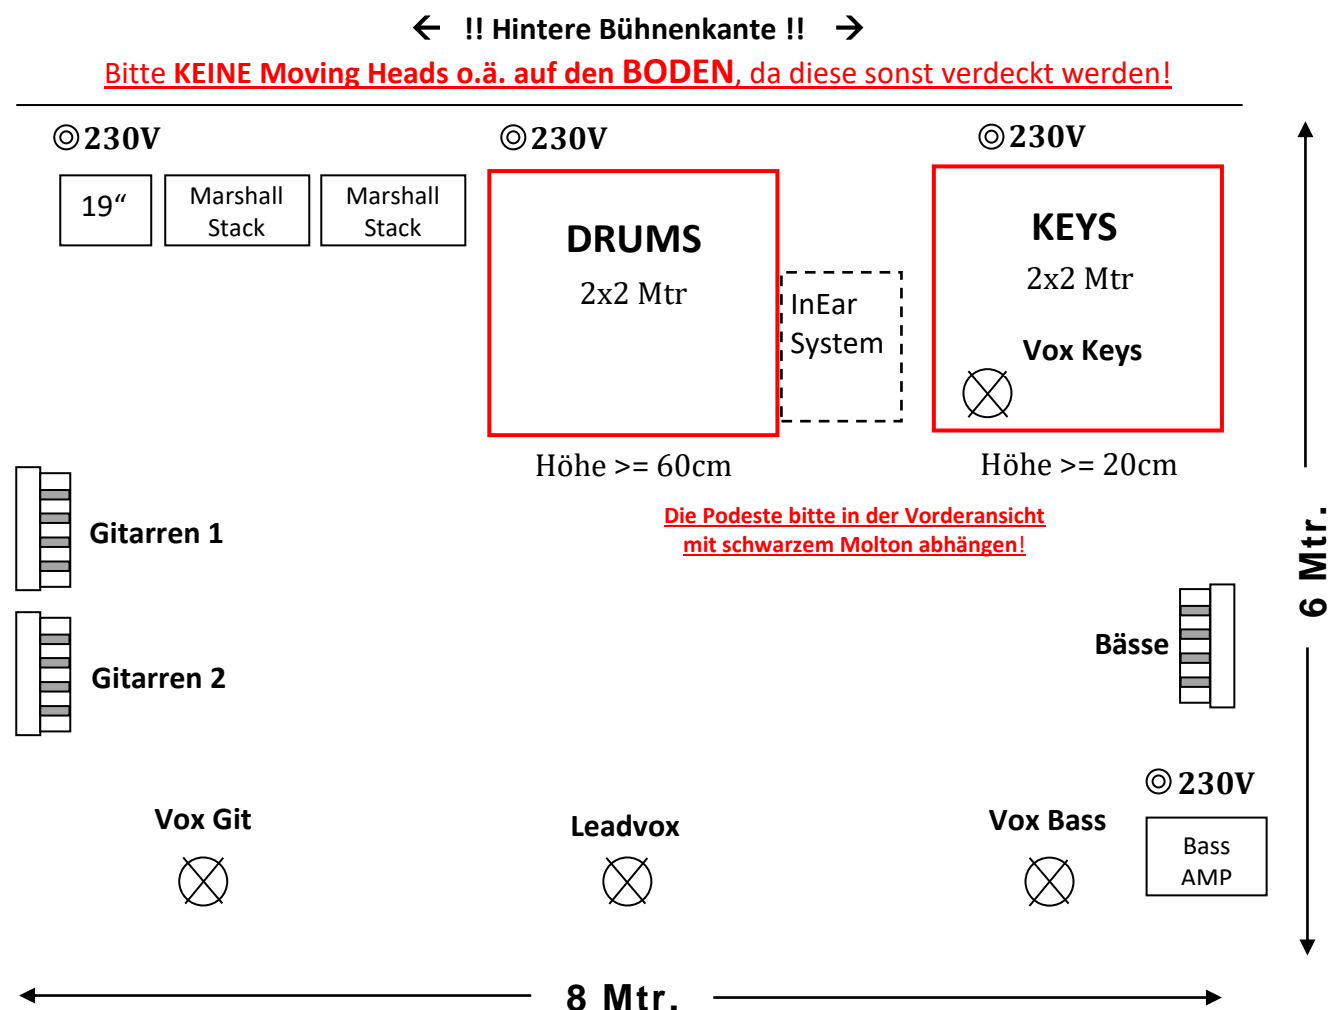 ← !! Hintere Bühnenkante !! →
Bitte KEINE Moving Heads o.ä. auf den BODEN, da diese sonst verdeckt werden!
230V
230V
230V
19“
Marshall
Stack
Marshall
Stack
DRUMS
2x2 Mtr
InEar
System
KEYS
2x2 Mtr
Vox Keys
Höhe >= 60cm
Höhe >= 20cm
Die Podeste bitte in der Vorderansicht
mit schwarzem Molton abhängen!
Gitarren 1
Gitarren 2
Bässe
6 Mtr.
230V
Vox Git
Leadvox
Vox Bass
Bass
AMP
8 Mtr.